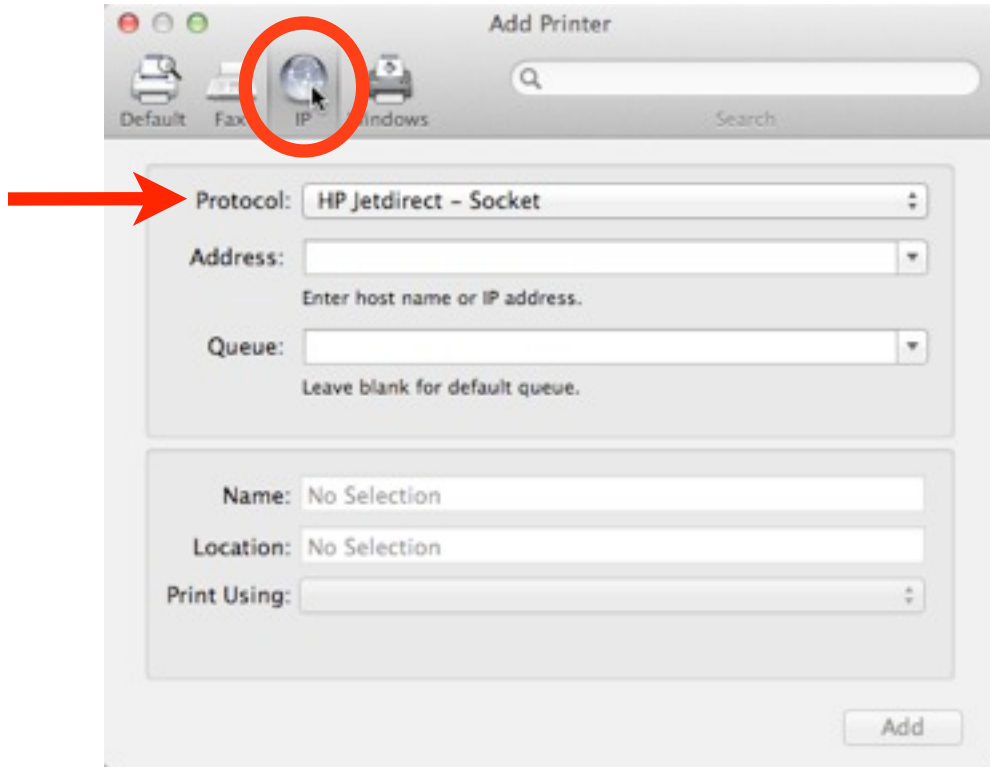 Add Printer
Default Fax IP Windows Search
Protocol: HP Jetdirect – Socket
Address:
Enter host name or IP address.
Queue:
Leave blank for default queue.
Name: No Selection
Location: No Selection
Print Using:
Add